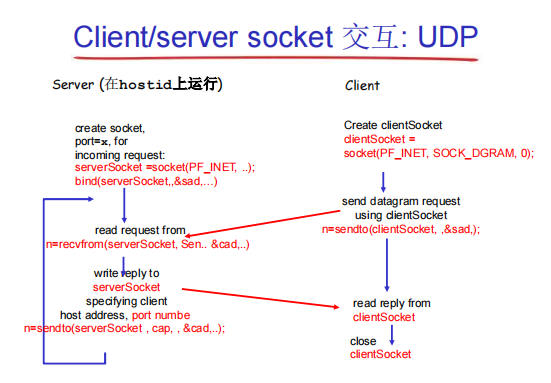 Client/server socket 交互: UDP
Server (在hostid上运行)
create socket,
port=x, for
incoming request:
serverSocket =socket(PF_INET, ..);
bind(serverSocket,,&sad,...)
read request from
n=recvfrom(serverSocket, Sen.. &cad,..)
write reply to
serverSocket
specifying client
host address, port numbe
n=sendto(serverSocket , cap, , &cad,..);
Client
Create clientSocket
clientSocket =
socket(PF_INET, SOCK_DGRAM, 0);
send datagram request
using clientSocket
n=sendto(clientSocket, ,&sad,);
read reply from
clientSocket
close
clientSocket